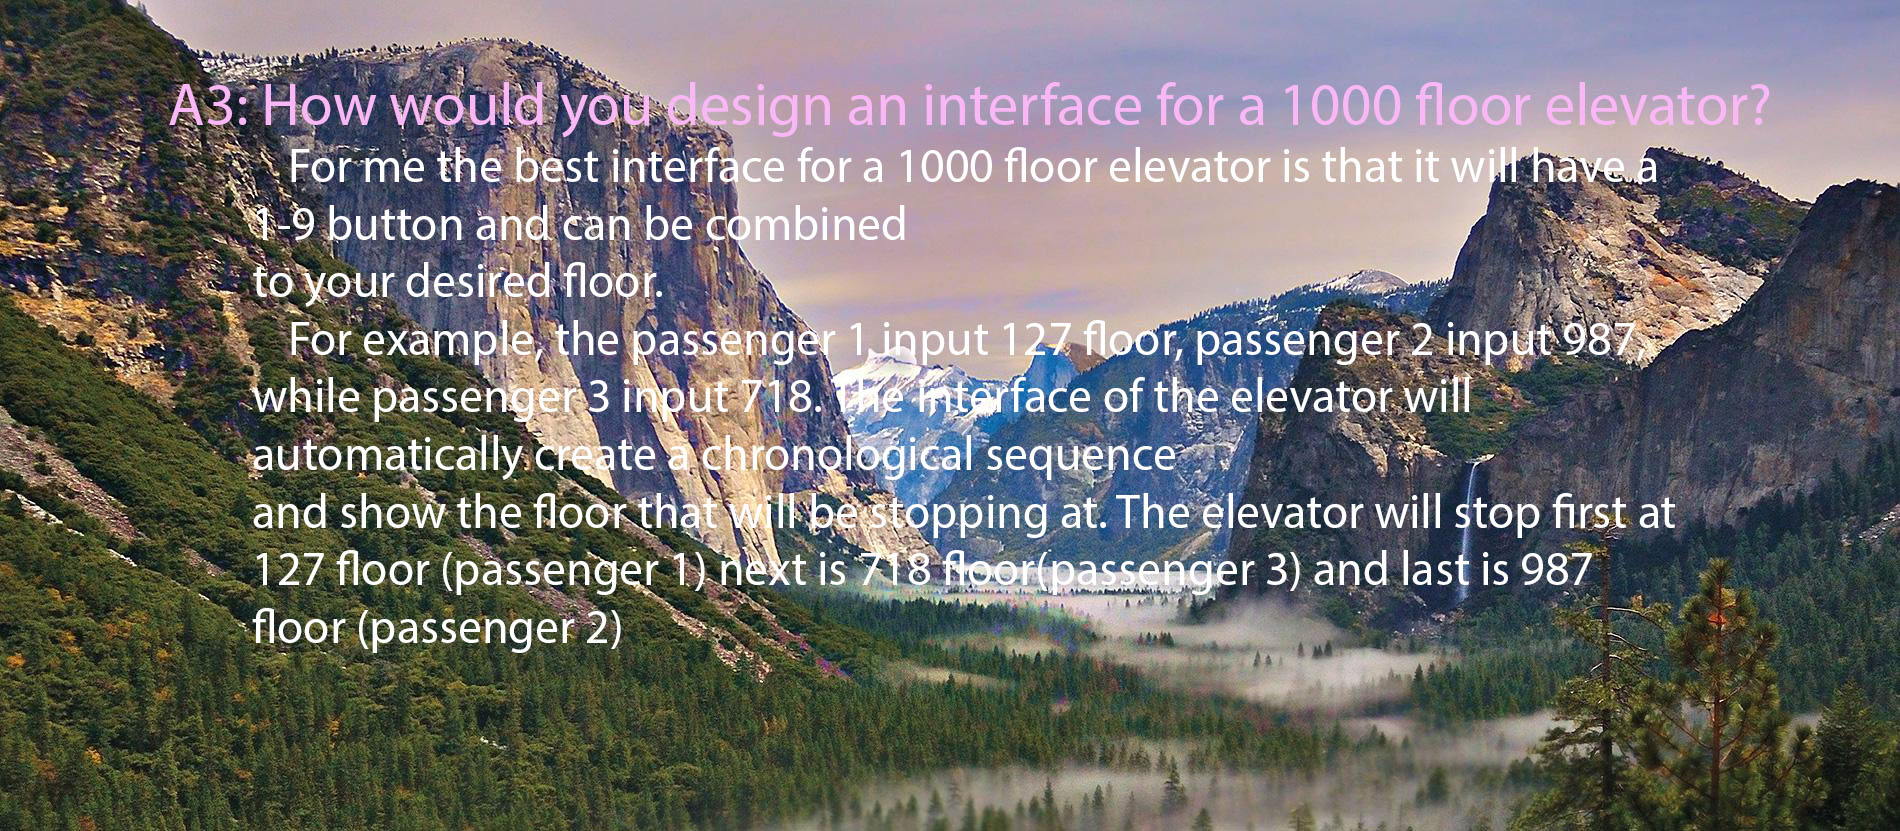 A3: How would you design an interface for a 1000 floor elevator?
For me the best interface for a 1000 floor elevator is that it will have a
1-9 button and can be combined
to your desired floor.
For example, the passenger 1 input 127 floor, passenger 2 input 987,
while passenger 3 input 718. The interface of the elevator will
automatically create a chronological sequence
and show the floor that will be stopping at. The elevator will stop first at
127 floor (passenger 1) next is 718 floor(passenger 3) and last is 987
floor (passenger 2)